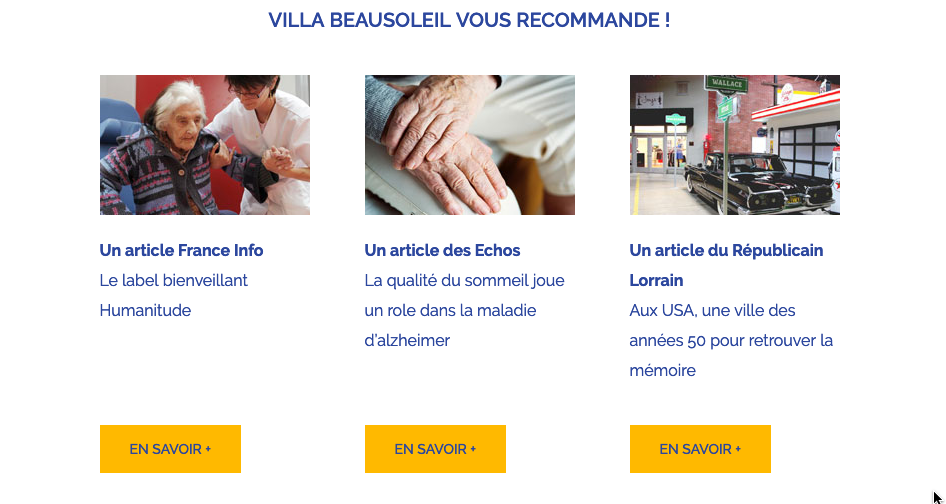 VILLA BEAUSOLEIL VOUS RECOMMANDE !
WALLACE
Un article France Info
Le label bienveillant
Humanitude
EN SAVOIR +
Un article des Echos
La qualité du sommeil joue
un role dans la maladie
d'alzheimer
EN SAVOIR +
Un article du Républicain
Lorrain
Aux USA, une ville des
années 50 pour retrouver la
mémoire
EN SAVOIR +